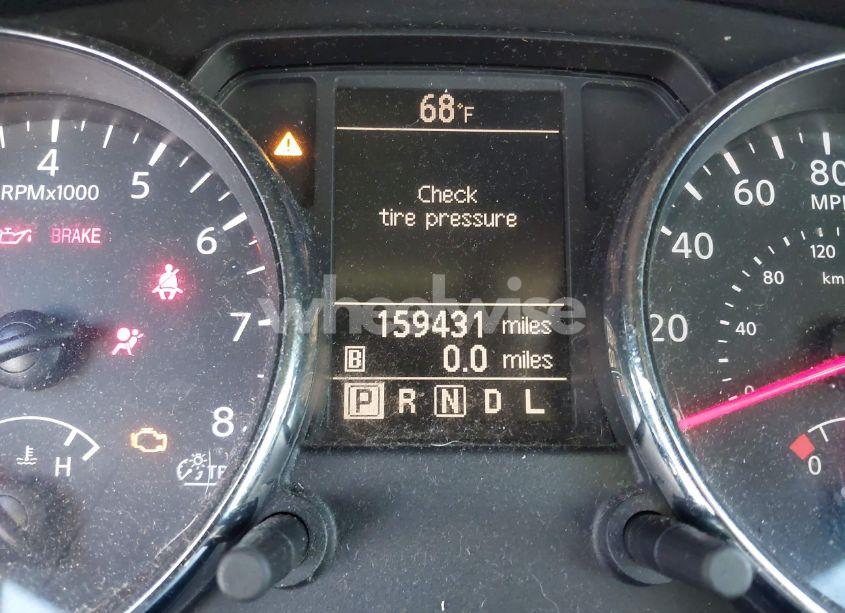 68°F
Check
tire pressure
159431 miles
B 0.0 miles
P R N D L
4
5
6
7
8
RPMx1000
BRAKE
H
80
60
40
20
MPH
120
80
40
0
km
0
wheelwise